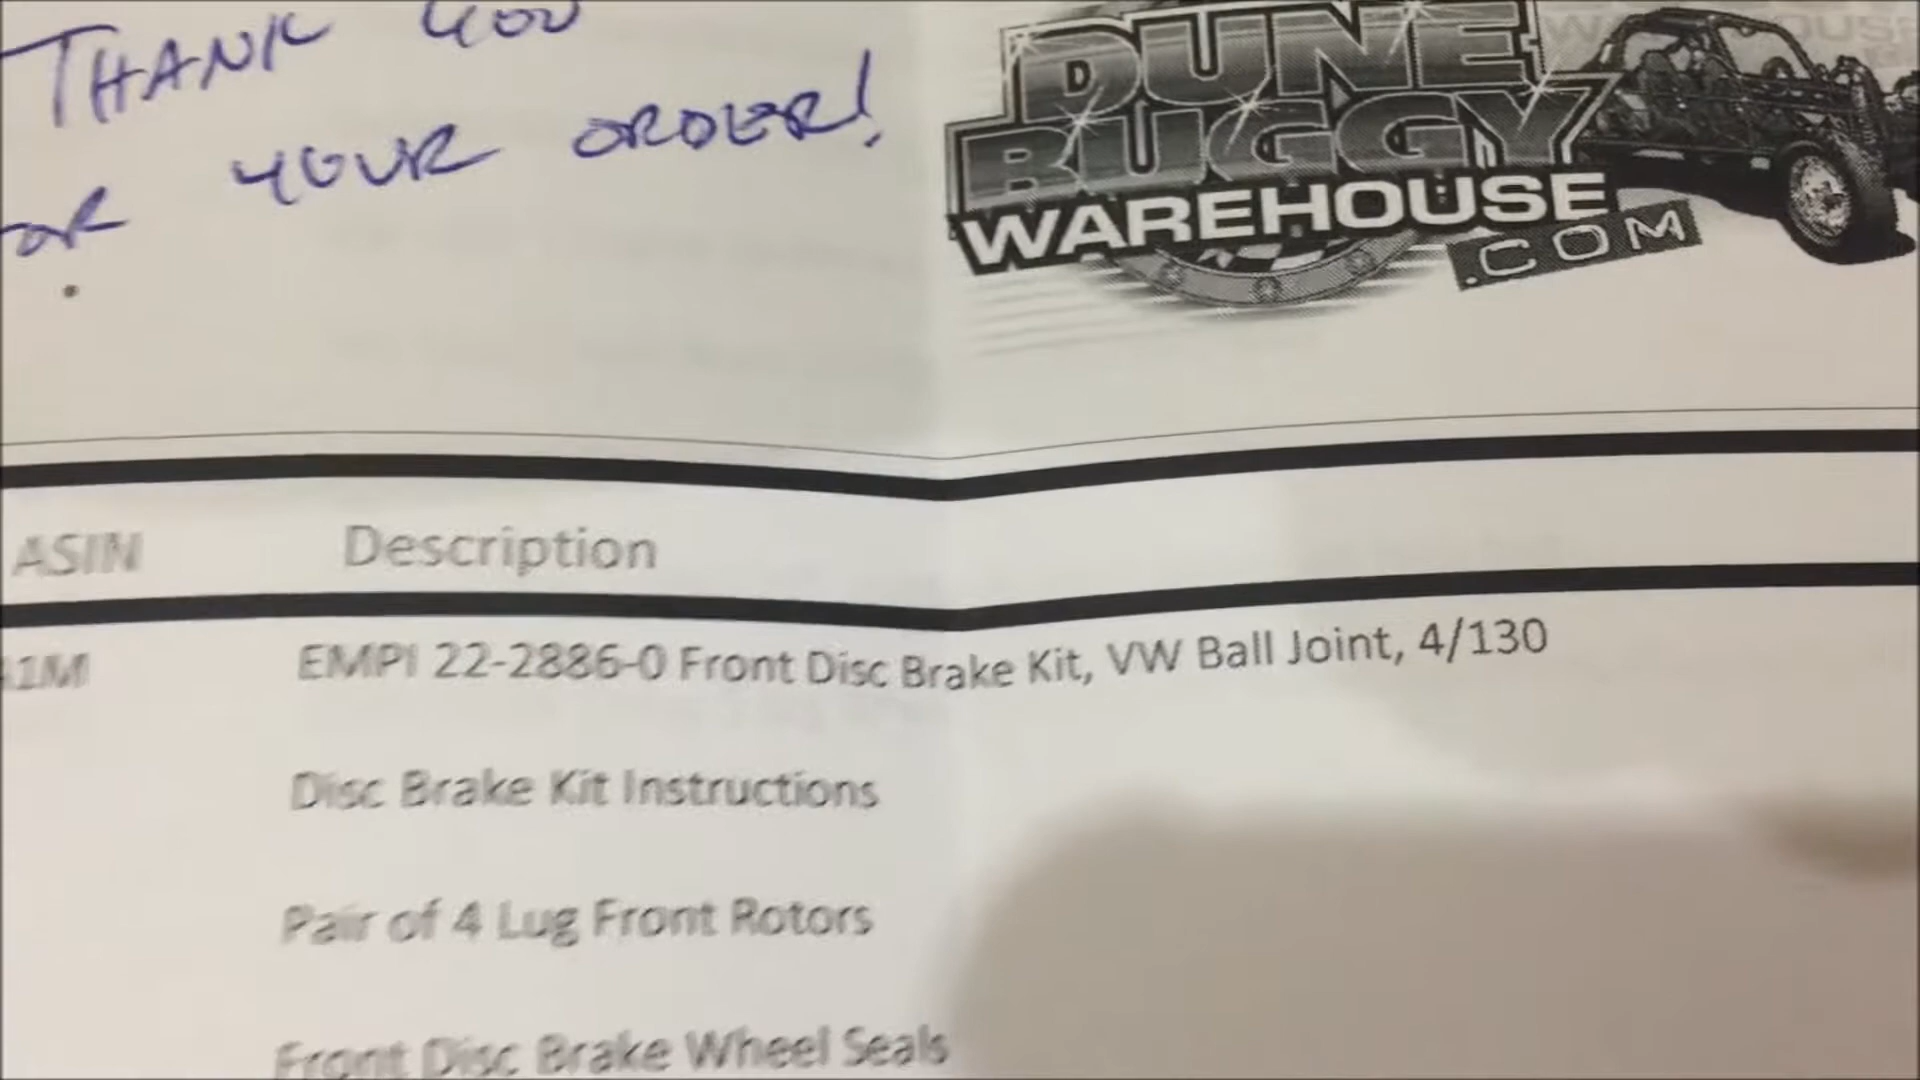 THANK YOU
FOR YOUR ORDER!
DUNE
BUGGY
WAREHOUSE
.COM
ASIN Description
1M EMPI 22-2886-0 Front Disc Brake Kit, VW Ball Joint, 4/130
Disc Brake Kit Instructions
Pair of 4 Lug Front Rotors
Front Disc Brake Wheel Seals